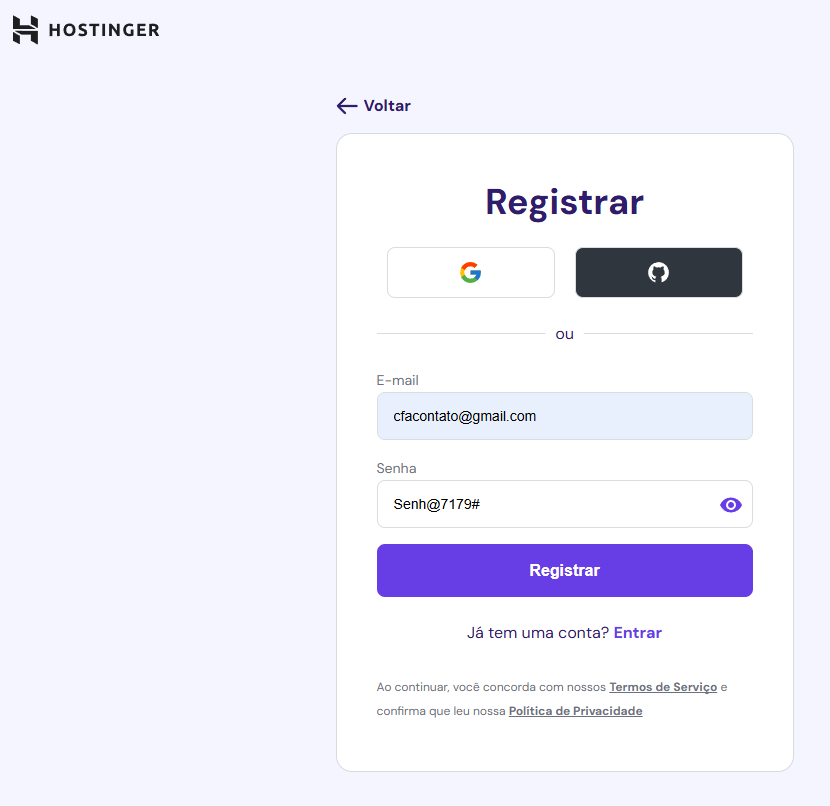 HOSTINGER
Voltar
Registrar
ou
E-mail
cfacontato@gmail.com
Senha
Senh@7179#
Registrar
Já tem uma conta? Entrar
Ao continuar, você concorda com nossos Termos de Serviço e
confirma que leu nossa Política de Privacidade